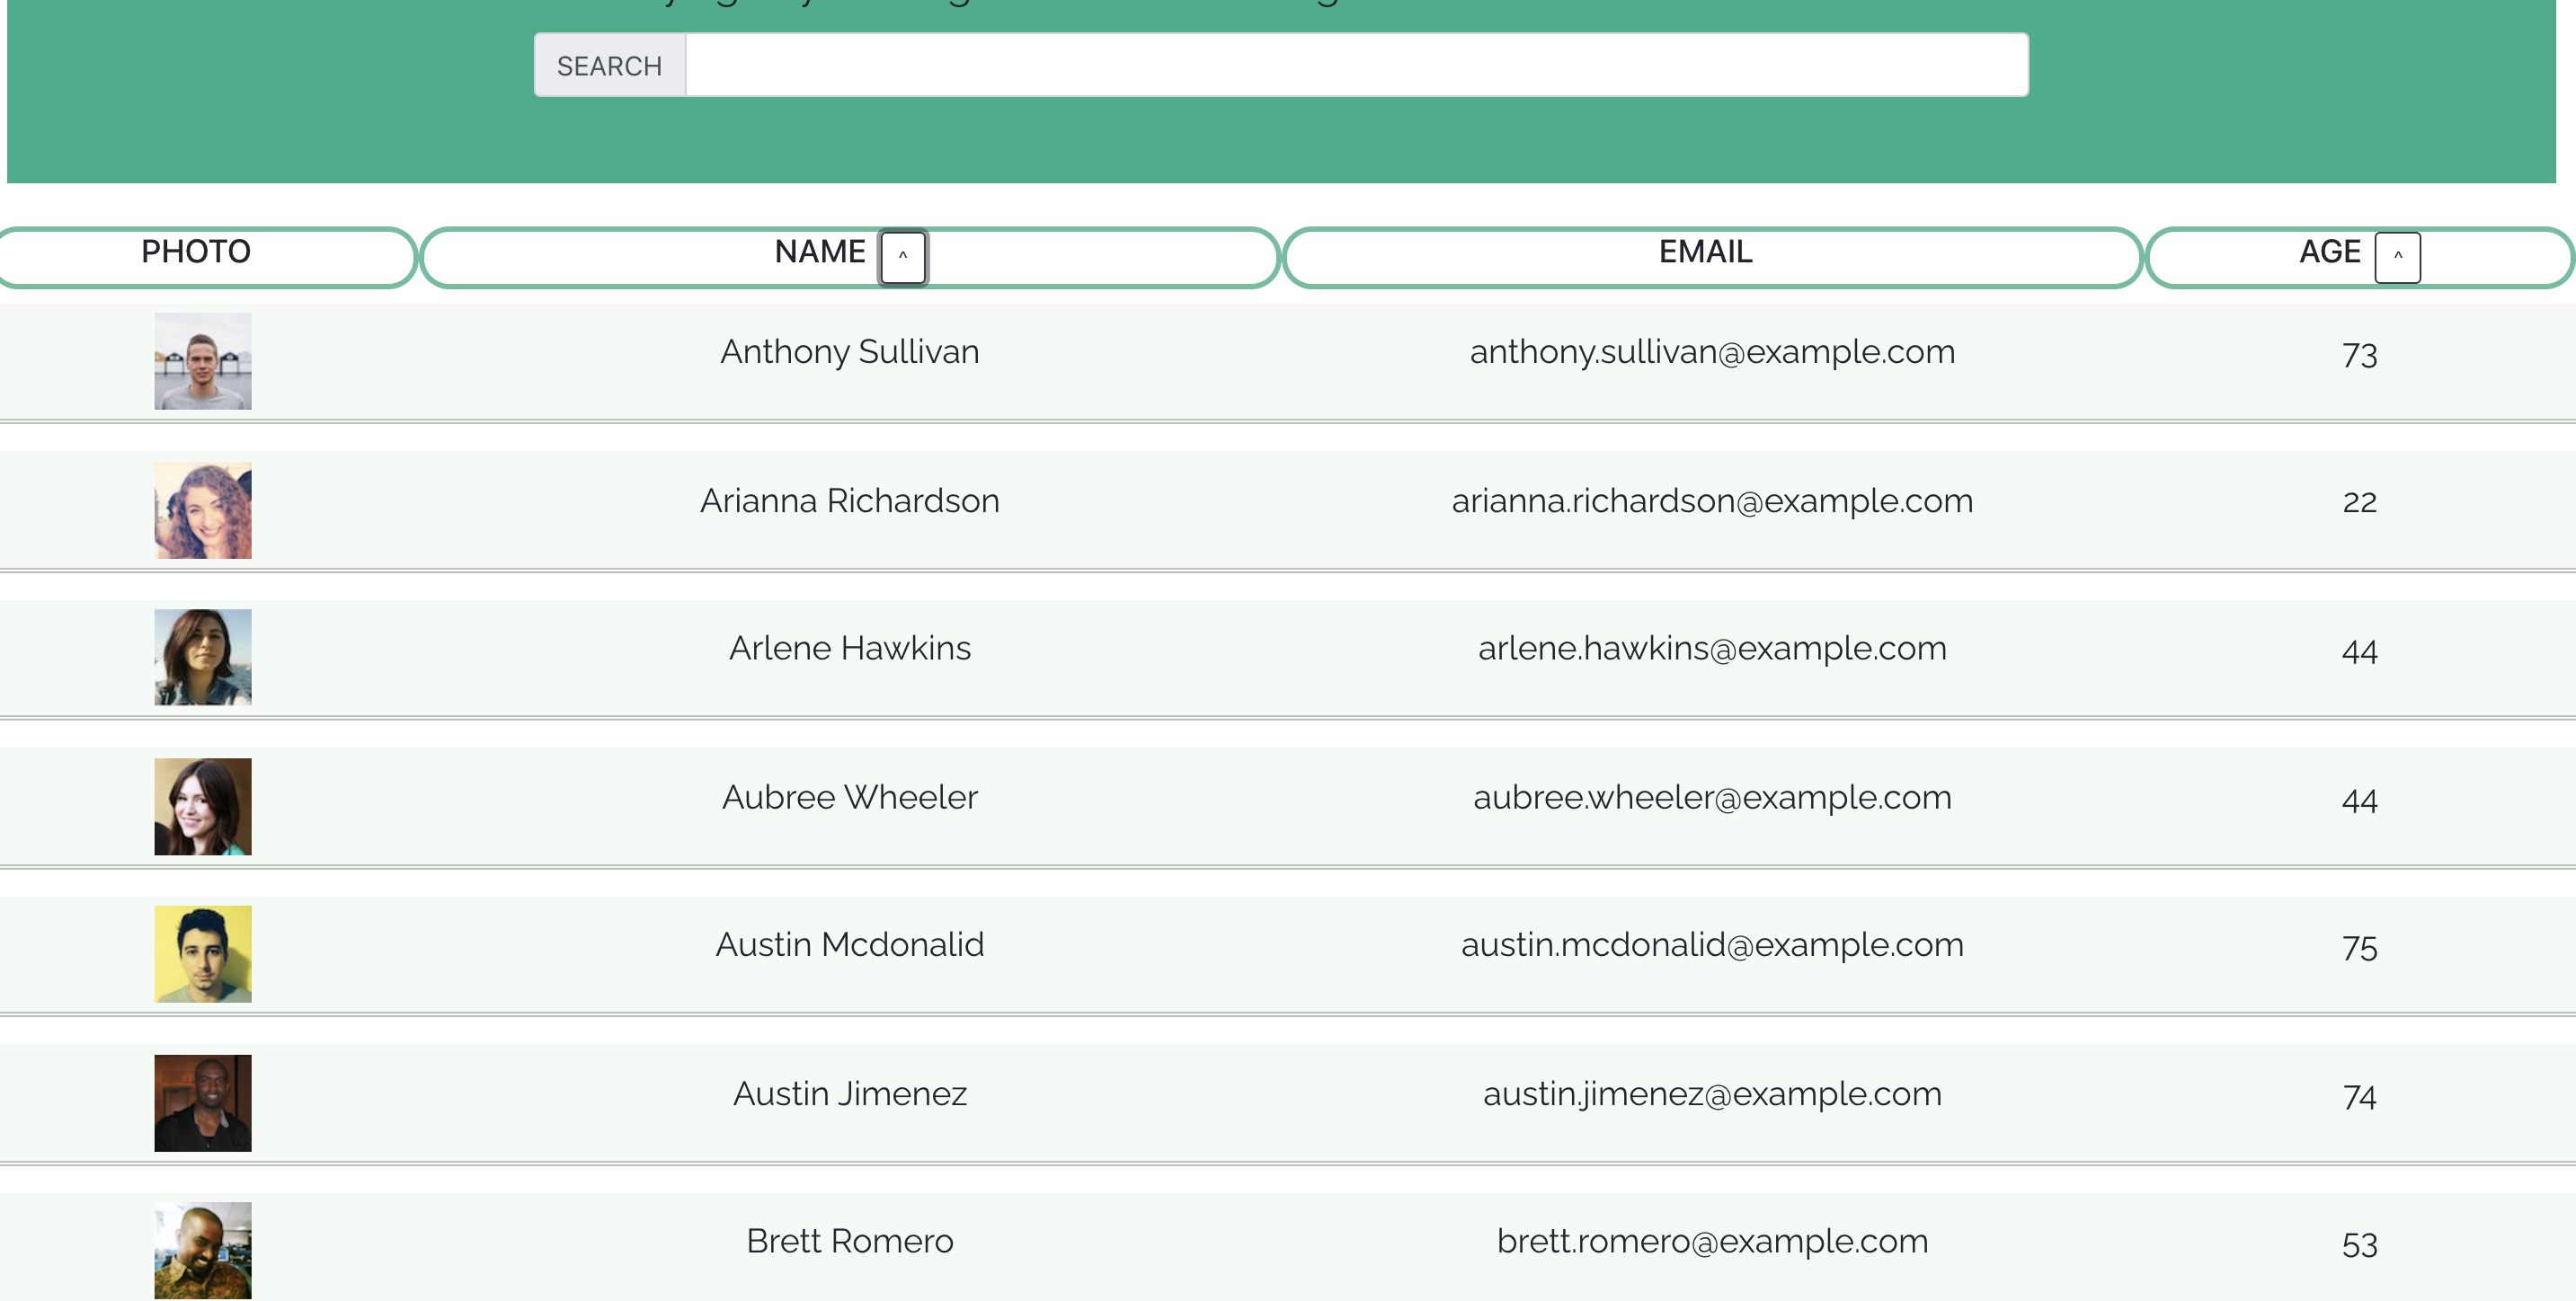 SEARCH
PHOTO NAME ^ EMAIL AGE ^
Anthony Sullivan anthony.sullivan@example.com 73
Arianna Richardson arianna.richardson@example.com 22
Arlene Hawkins arlene.hawkins@example.com 44
Aubree Wheeler aubree.wheeler@example.com 44
Austin Mcdonalid austin.mcdonalid@example.com 75
Austin Jimenez austin.jimenez@example.com 74
Brett Romero brett.romero@example.com 53